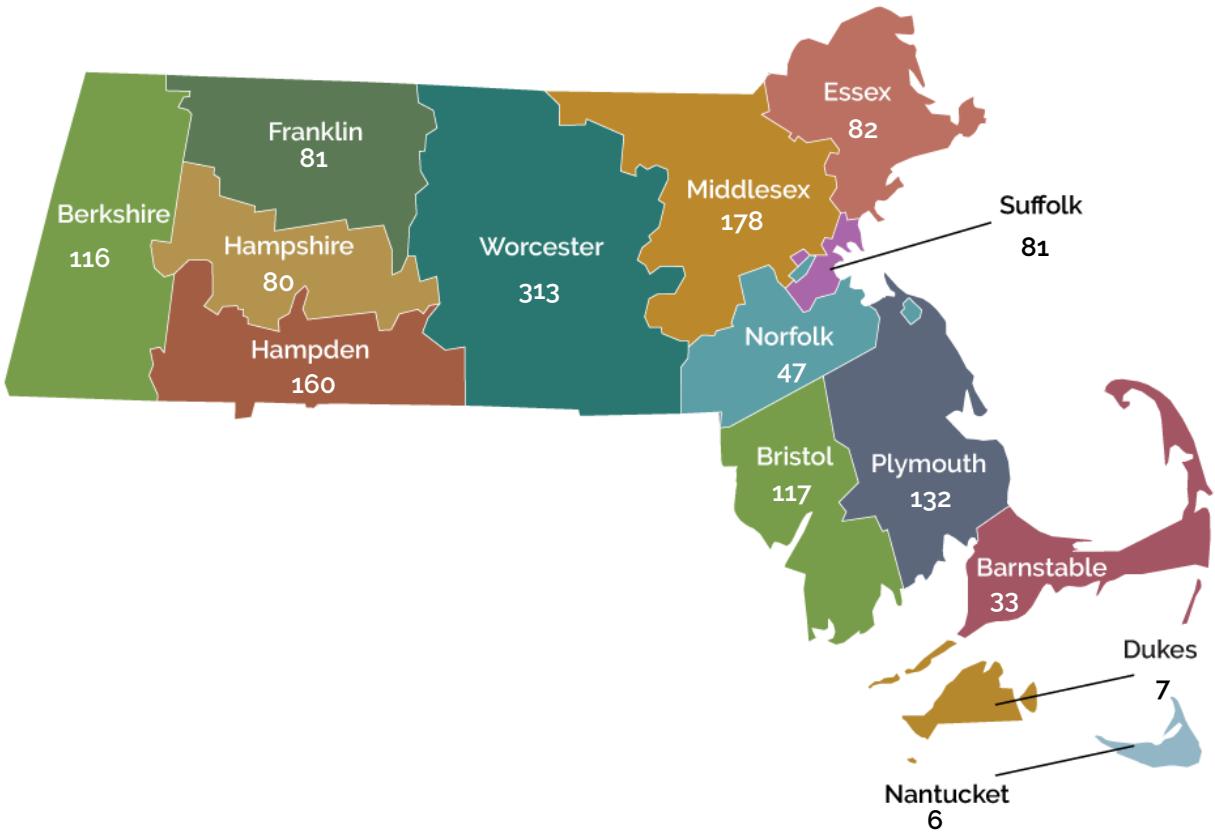 Essex
82
Franklin
81
Middlesex
178
Suffolk
81
Berkshire
116
Hampshire
80
Worcester
313
Norfolk
47
Hampden
160
Bristol
117
Plymouth
132
Barnstable
33
Dukes
7
Nantucket
6